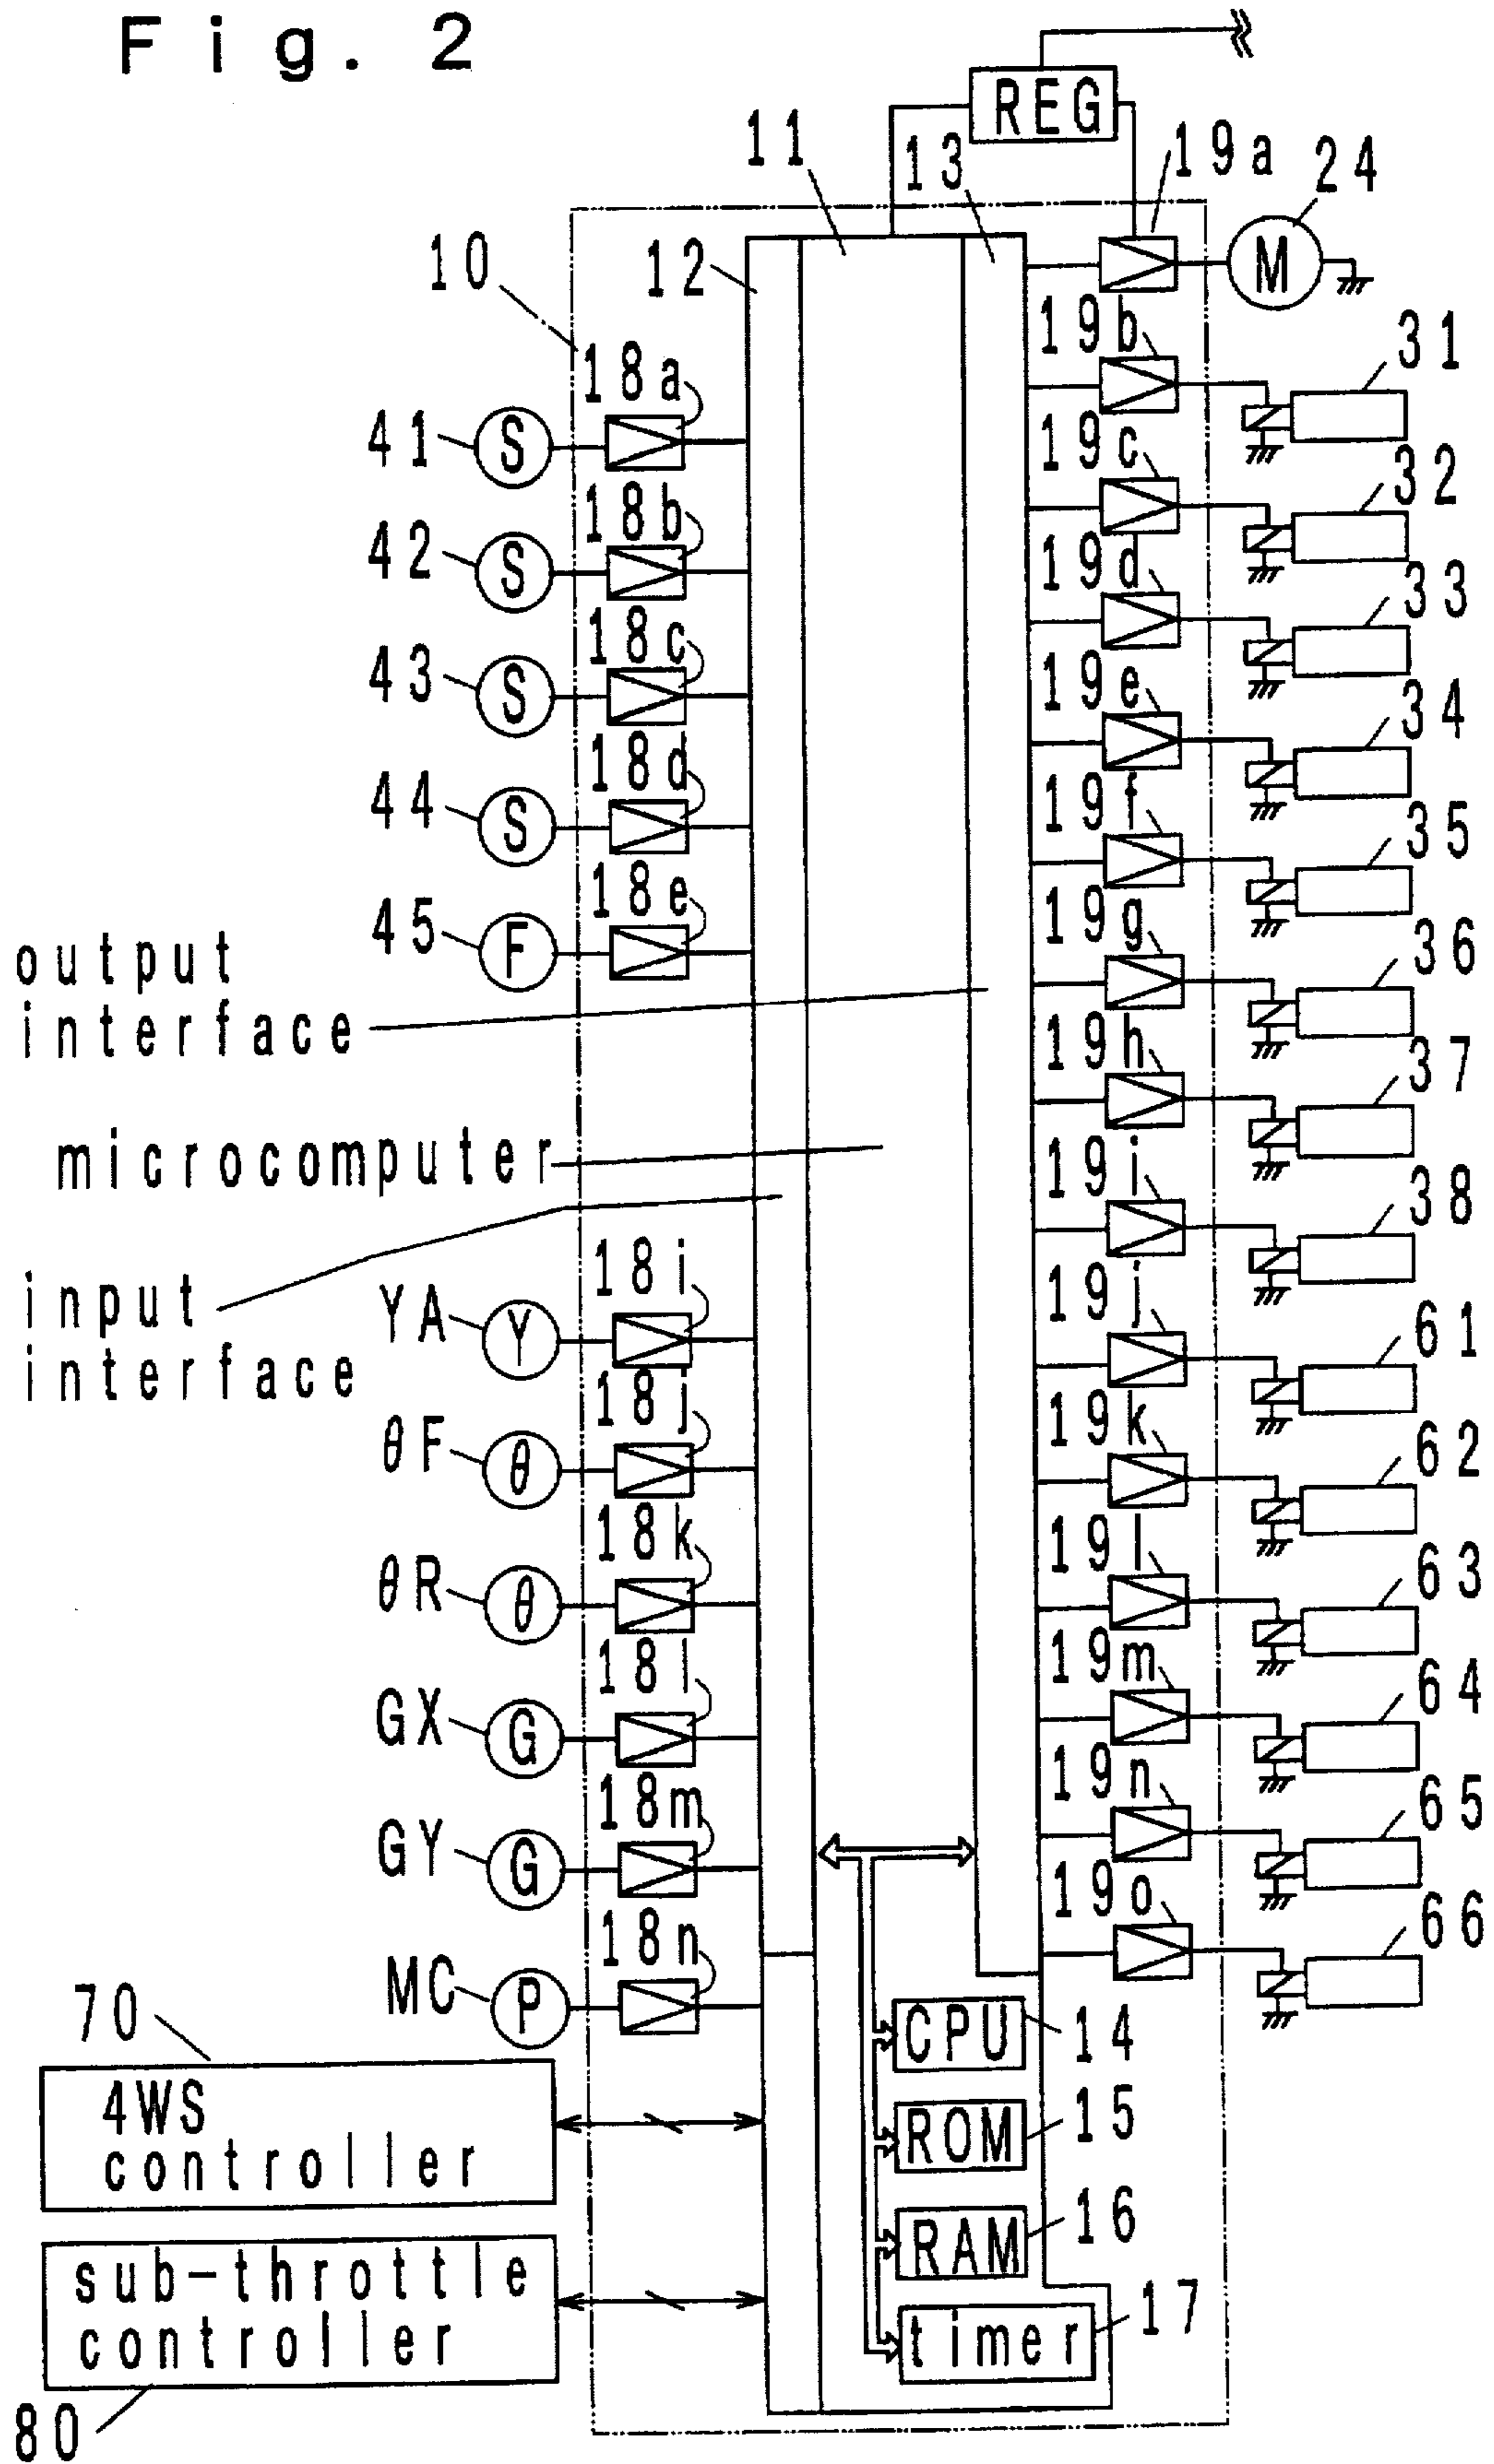 Fig. 2
REG
11
13
19a
24
10
12
M
19b
31
18a
41
S
19c
32
18b
42
S
19d
33
18c
43
S
19e
34
18d
44
S
19f
35
18e
45
F
19g
36
output
interface
19h
37
microcomputer
19i
38
18i
YA
Y
input
interface
19j
61
18j
θF
θ
19k
62
18k
θR
θ
19l
63
18l
GX
G
19m
64
18m
GY
G
19n
65
18n
MC
P
19o
66
70
4WS
controller
CPU
14
ROM
15
RAM
16
sub-throttle
controller
timer
17
80